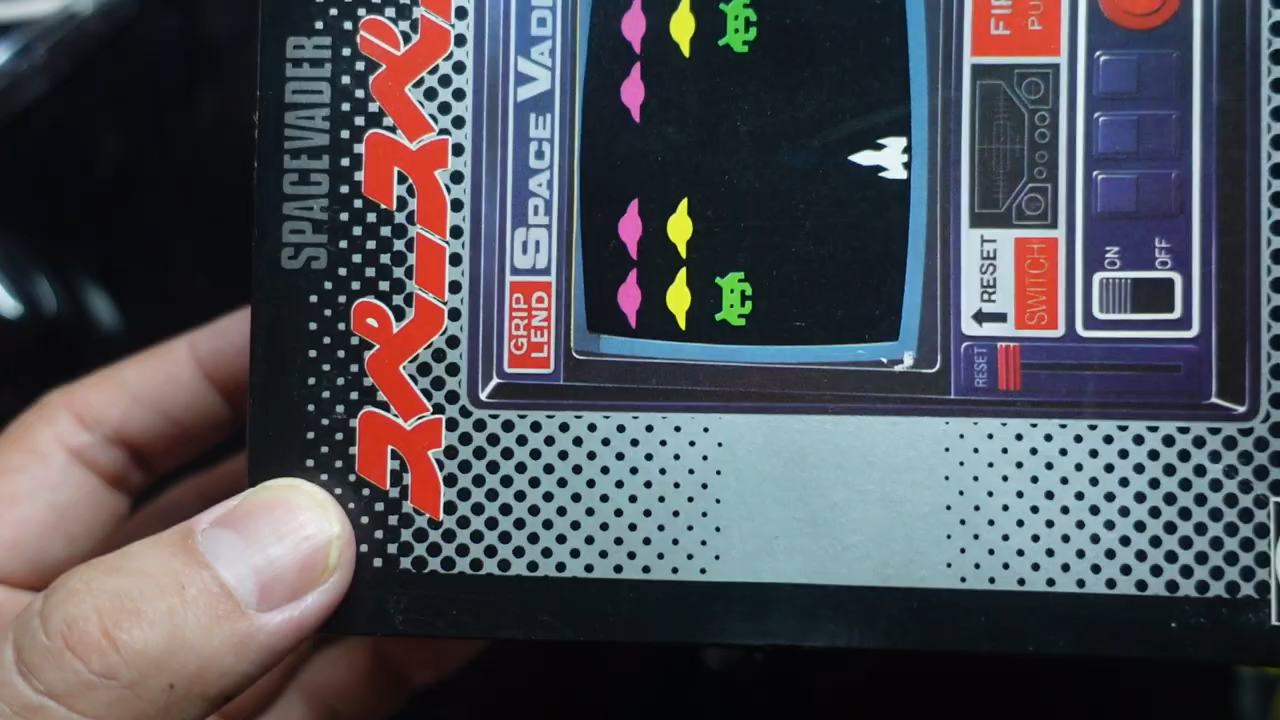 SPACEVADER
スペースベ
GRIP
LEND
SPACE VADE
FI
PU
↑RESET
SWITCH
ON
OFF
RESET